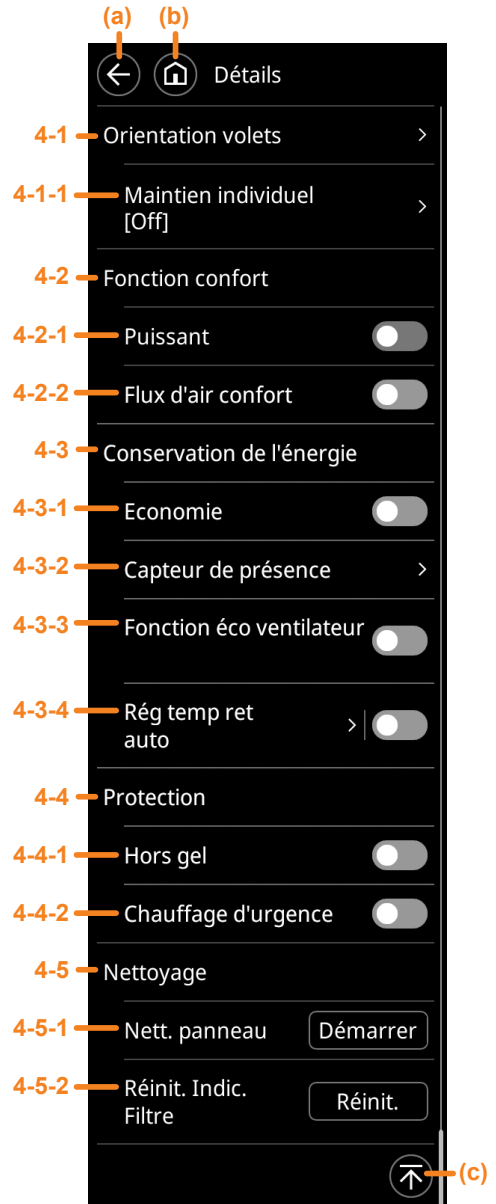 (a) (b)
Détails
4-1 Orientation volets
4-1-1 Maintien individuel
[Off]
4-2 Fonction confort
4-2-1 Puissant
4-2-2 Flux d'air confort
4-3 Conservation de l'énergie
4-3-1 Economie
4-3-2 Capteur de présence
4-3-3 Fonction éco ventilateur
4-3-4 Rég temp ret
auto
4-4 Protection
4-4-1 Hors gel
4-4-2 Chauffage d'urgence
4-5 Nettoyage
4-5-1 Nett. panneau Démarrer
4-5-2 Réinit. Indic.
Filtre Réinit.
(c)